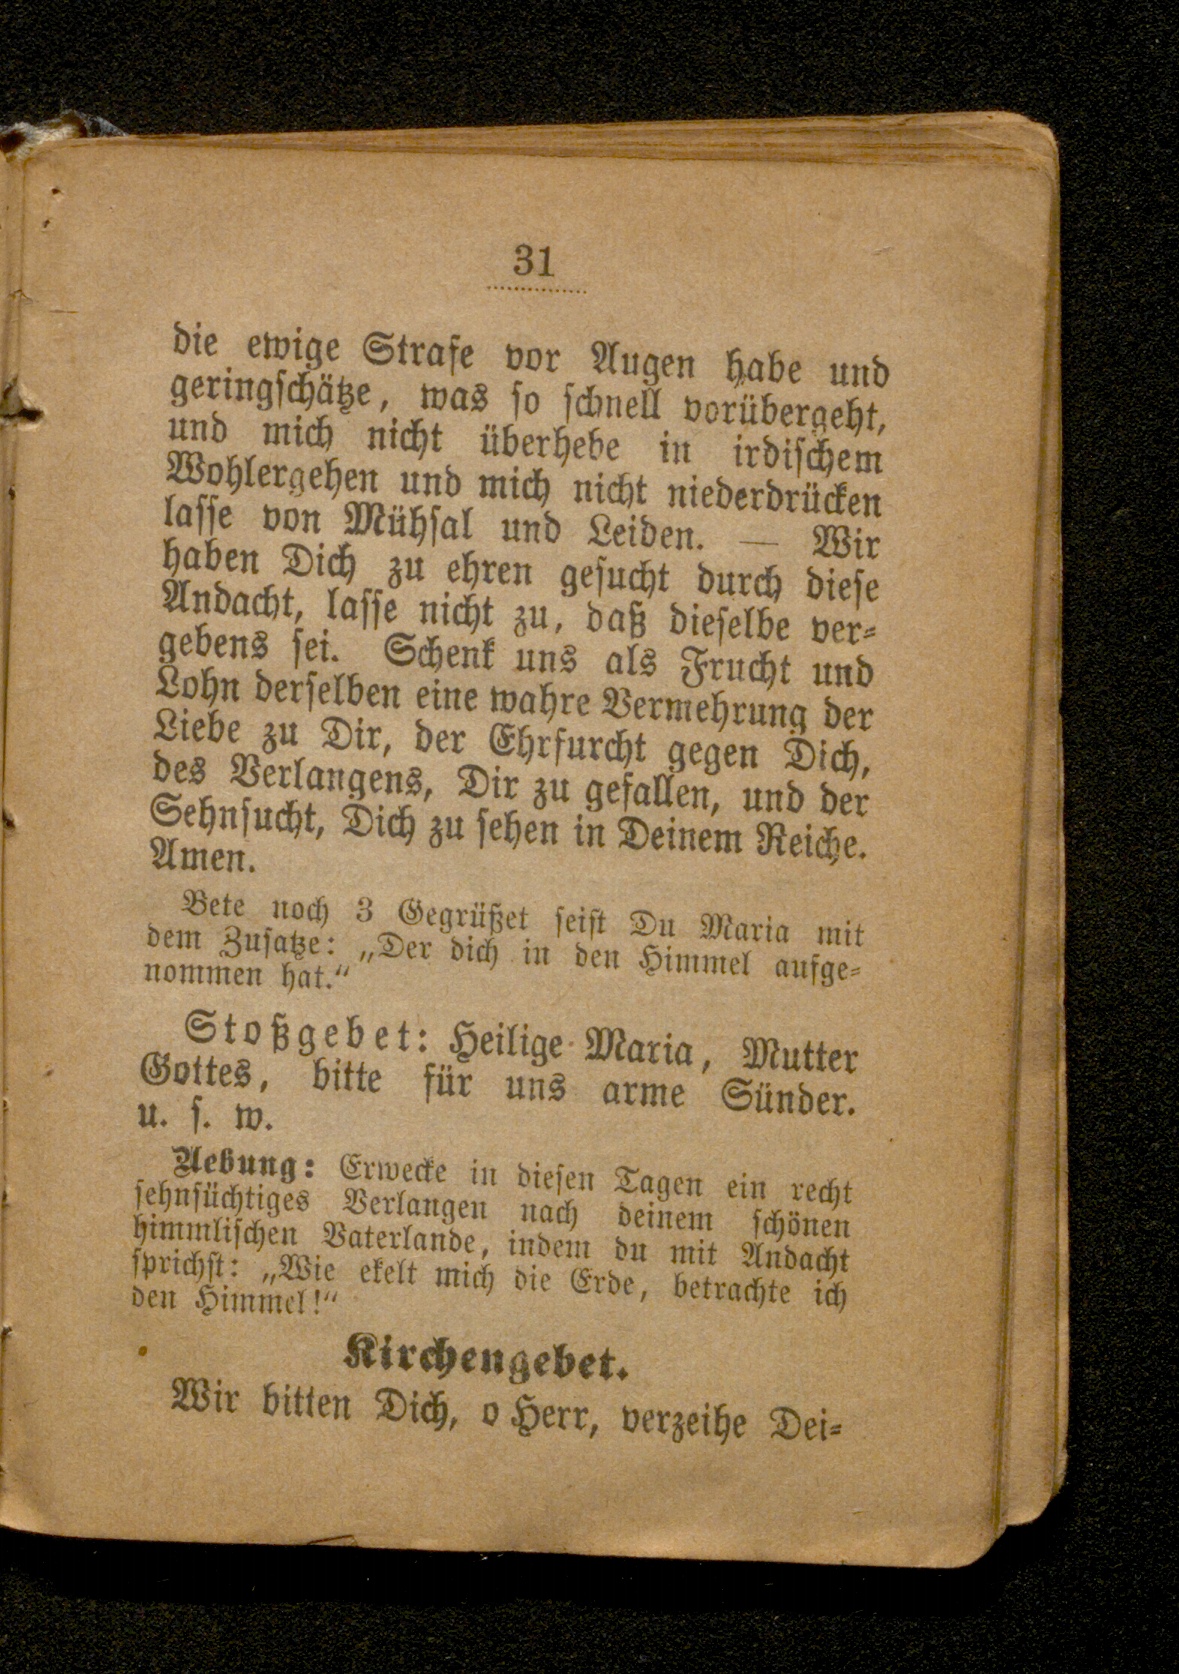 31
die ewige Strafe vor Augen habe und
geringschätze, was so schnell vorübergeht,
und mich nicht überhebe in irdischem
Wohlergehen und mich nicht niederdrücken
lasse von Mühsal und Leiden. — Wir
haben Dich zu ehren gesucht durch diese
Andacht, lasse nicht zu, daß dieselbe ver-
gebens sei. Schenk uns als Frucht und
Lohn derselben eine wahre Vermehrung der
Liebe zu Dir, der Ehrfurcht gegen Dich,
des Verlangens, Dir zu gefallen, und der
Sehnsucht, Dich zu sehen in Deinem Reiche.
Amen.
Bete noch 3 Gegrüßet seist Du Maria mit
dem Zusatze: „Der dich in den Himmel aufge-
nommen hat.“
Stoßgebet: Heilige Maria, Mutter
Gottes, bitte für uns arme Sünder.
u. s. w.
Uebung: Erwecke in diesen Tagen ein recht
sehnsüchtiges Verlangen nach deinem schönen
himmlischen Vaterlande, indem du mit Andacht
sprichst: „Wie ekelt mich die Erde, betrachte ich
den Himmel!“
Kirchengebet.
Wir bitten Dich, o Herr, verzeihe Dei-